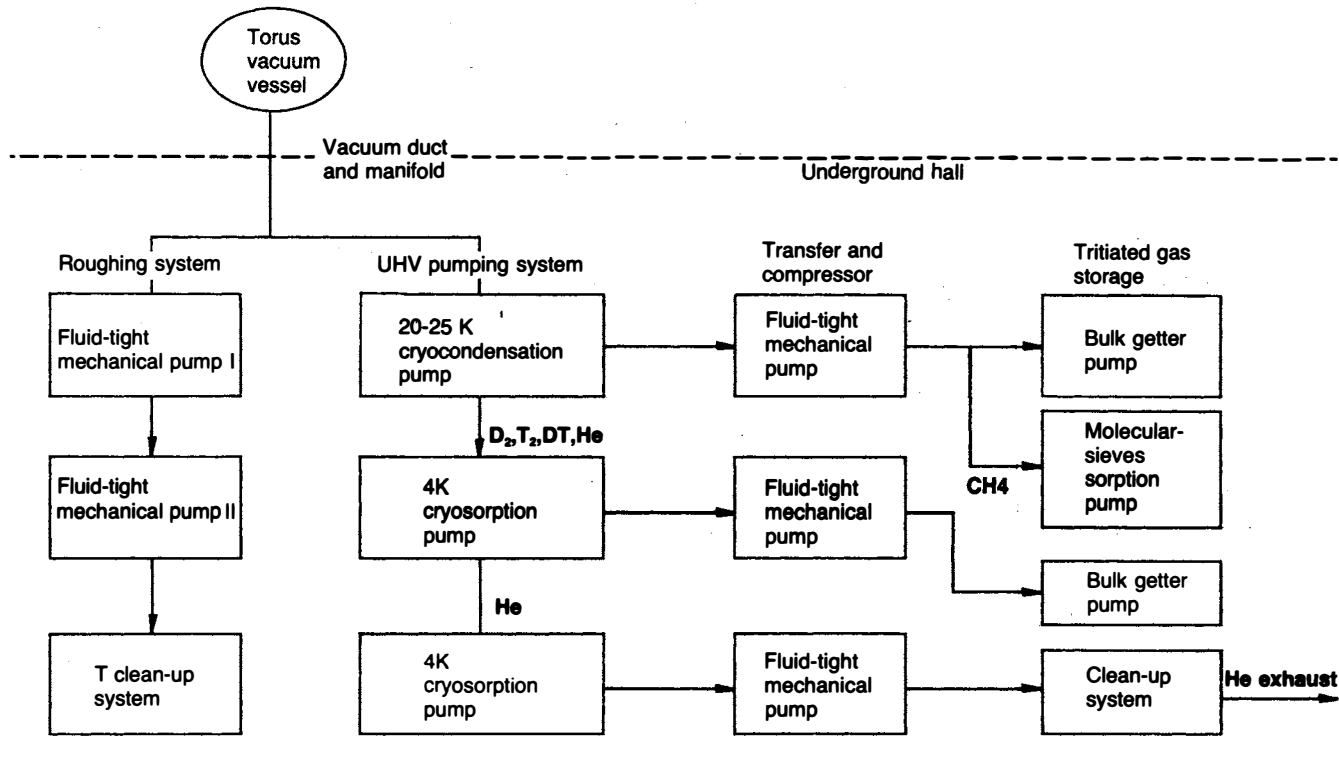 Torus
vacuum
vessel
Vacuum duct
and manifold
Underground hall
Roughing system
UHV pumping system
Transfer and
compressor
Tritiated gas
storage
Fluid-tight
mechanical pump I
20-25 K
cryocondensation
pump
Fluid-tight
mechanical
pump
Bulk getter
pump
D₂,T₂,DT,He
Molecular-
sieves
sorption
pump
CH4
Fluid-tight
mechanical pump II
4K
cryosorption
pump
Fluid-tight
mechanical
pump
Bulk getter
pump
He
T clean-up
system
4K
cryosorption
pump
Fluid-tight
mechanical
pump
Clean-up
system
He exhaust